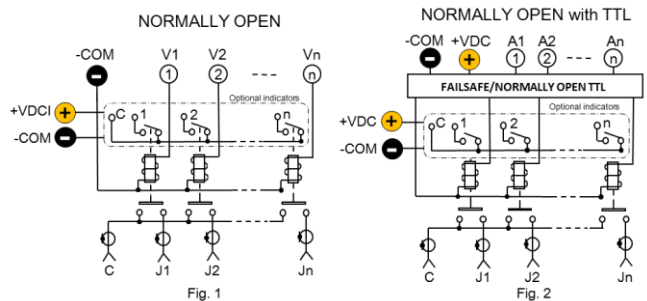 NORMALLY OPEN
-COM V1 V2 Vn
1 2 n
Optional indicators
+VDCI
C 1 2 n
-COM
C J1 J2 Jn
Fig. 1
NORMALLY OPEN with TTL
-COM +VDC A1 A2 An
1 2 n
FAILSAFE/NORMALLY OPEN TTL
Optional indicators
+VDC
C 1 2 n
-COM
C J1 J2 Jn
Fig. 2